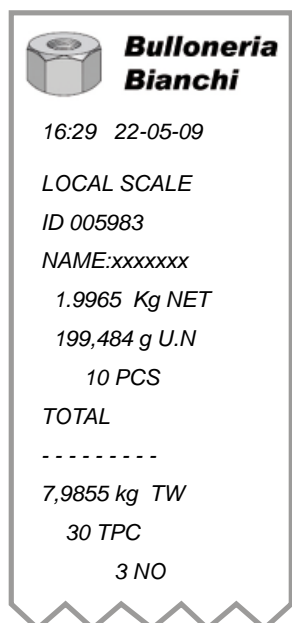 Bulloneria
Bianchi
16:29 22-05-09
LOCAL SCALE
ID 005983
NAME:xxxxxxx
1.9965 Kg NET
199,484 g U.N
10 PCS
TOTAL
- - - - - - - - -
7,9855 kg TW
30 TPC
3 NO